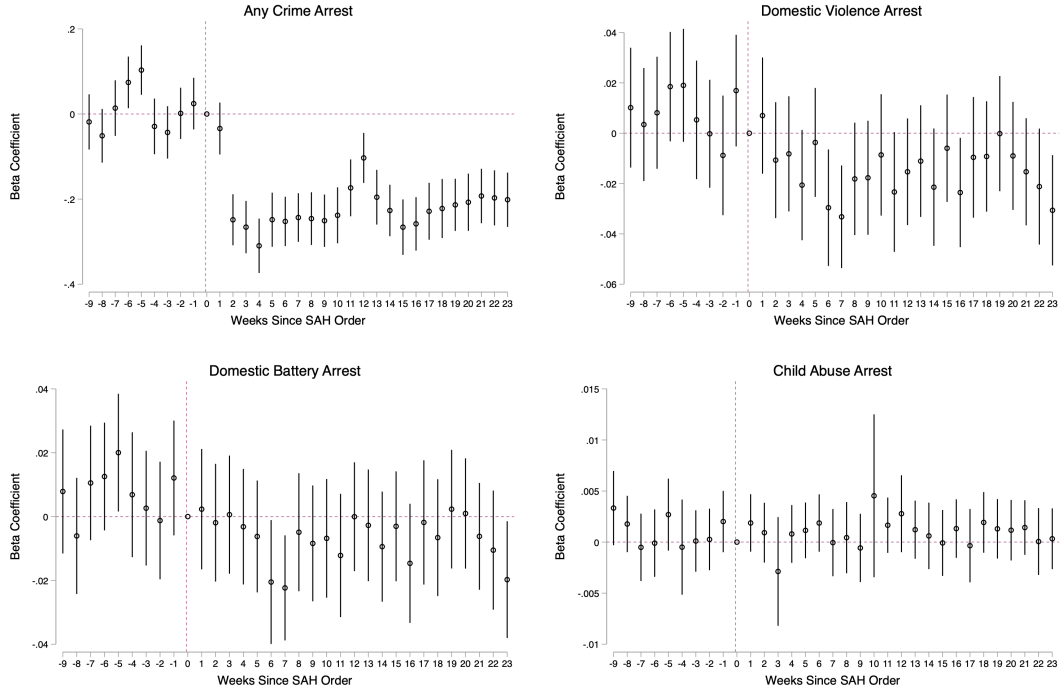 Any Crime Arrest
.2
0
-.2
-.4
Beta Coefficient
-9 -8 -7 -6 -5 -4 -3 -2 -1 0 1 2 3 4 5 6 7 8 9 10 11 12 13 14 15 16 17 18 19 20 21 22 23
Weeks Since SAH Order
Domestic Violence Arrest
.04
.02
0
-.02
-.04
-.06
Beta Coefficient
-9 -8 -7 -6 -5 -4 -3 -2 -1 0 1 2 3 4 5 6 7 8 9 10 11 12 13 14 15 16 17 18 19 20 21 22 23
Weeks Since SAH Order
Domestic Battery Arrest
.04
.02
0
-.02
-.04
Beta Coefficient
-9 -8 -7 -6 -5 -4 -3 -2 -1 0 1 2 3 4 5 6 7 8 9 10 11 12 13 14 15 16 17 18 19 20 21 22 23
Weeks Since SAH Order
Child Abuse Arrest
.015
.01
.005
0
-.005
-.01
Beta Coefficient
-9 -8 -7 -6 -5 -4 -3 -2 -1 0 1 2 3 4 5 6 7 8 9 10 11 12 13 14 15 16 17 18 19 20 21 22 23
Weeks Since SAH Order